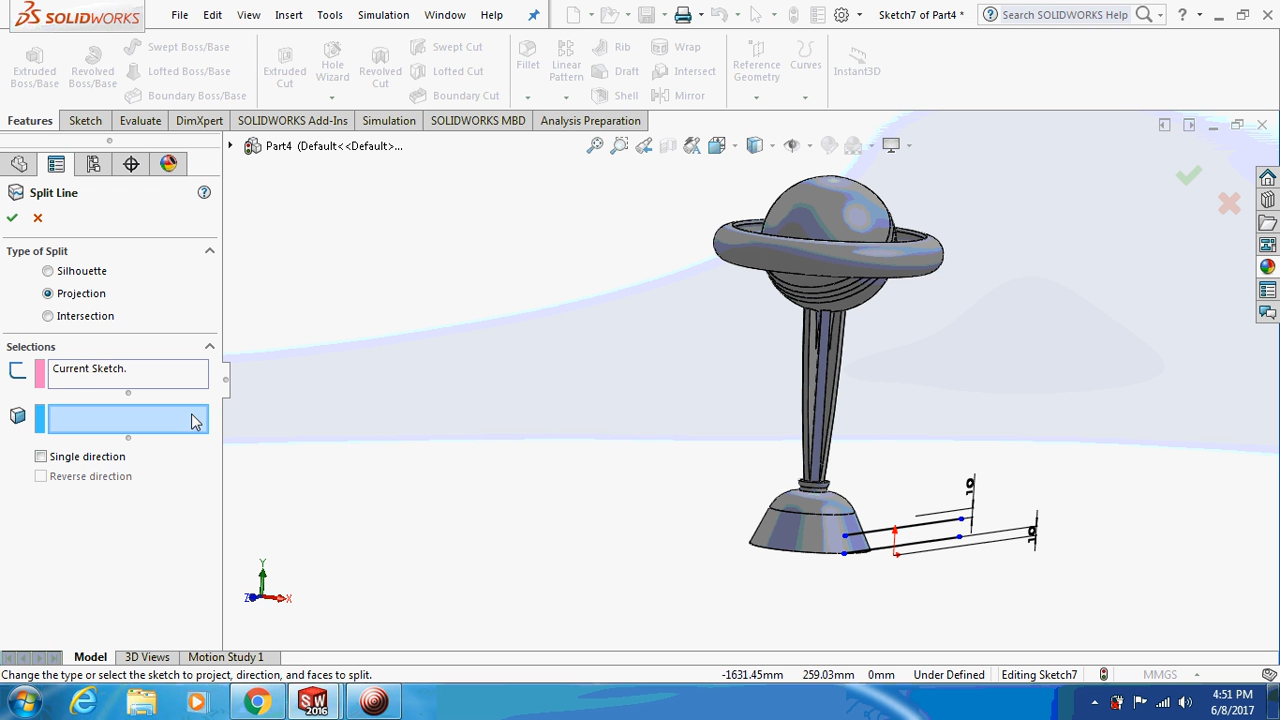 SOLIDWORKS File Edit View Insert Tools Simulation Window Help Sketch7 of Part4 * Search SOLIDWORKS Help
Extruded Boss/Base Revolved Boss/Base Swept Boss/Base Lofted Boss/Base Boundary Boss/Base Extruded Cut Hole Wizard Revolved Cut Swept Cut Lofted Cut Boundary Cut Fillet Linear Pattern Rib Draft Shell Wrap Intersect Mirror Reference Geometry Curves Instant3D
Features Sketch Evaluate DimXpert SOLIDWORKS Add-Ins Simulation SOLIDWORKS MBD Analysis Preparation
Part4 (Default<<Default>...
Split Line
Type of Split
Silhouette
Projection
Intersection
Selections
Current Sketch.
Single direction
Reverse direction
10
10
Y
Z X
Model 3D Views Motion Study 1
Change the type or select the sketch to project, direction, and faces to split. -1631.45mm 259.03mm 0mm Under Defined Editing Sketch7 MMGS
SW 2016
4:51 PM
6/8/2017